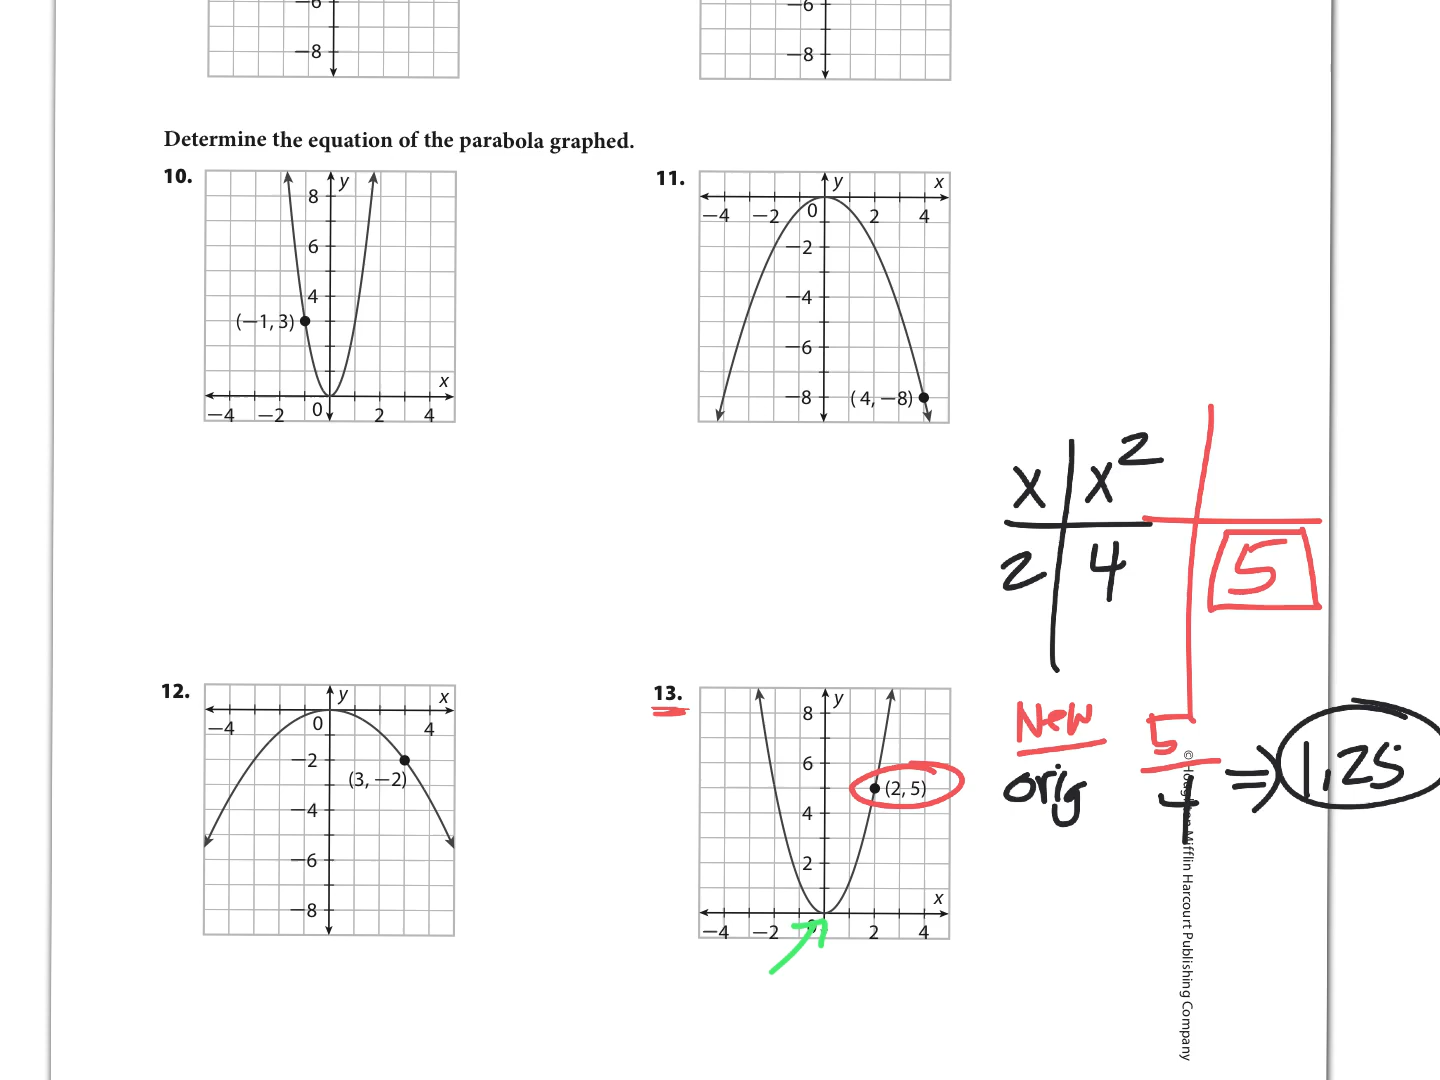 −6
−8
−6
−8
Determine the equation of the parabola graphed.
10.
y
8
6
4
(−1, 3)
x
−4 −2 0 2 4
11.
y
x
−4 −2 0 2 4
−2
−4
−6
−8
(4, −8)
x x²
2 4 5
12.
y
x
−4 0 4
−2
(3, −2)
−4
−6
−8
13.
y
8
6
(2, 5)
4
2
x
−4 −2 2 4
New 5
orig 4 ⇒ 1.25
© Houghton Mifflin Harcourt Publishing Company